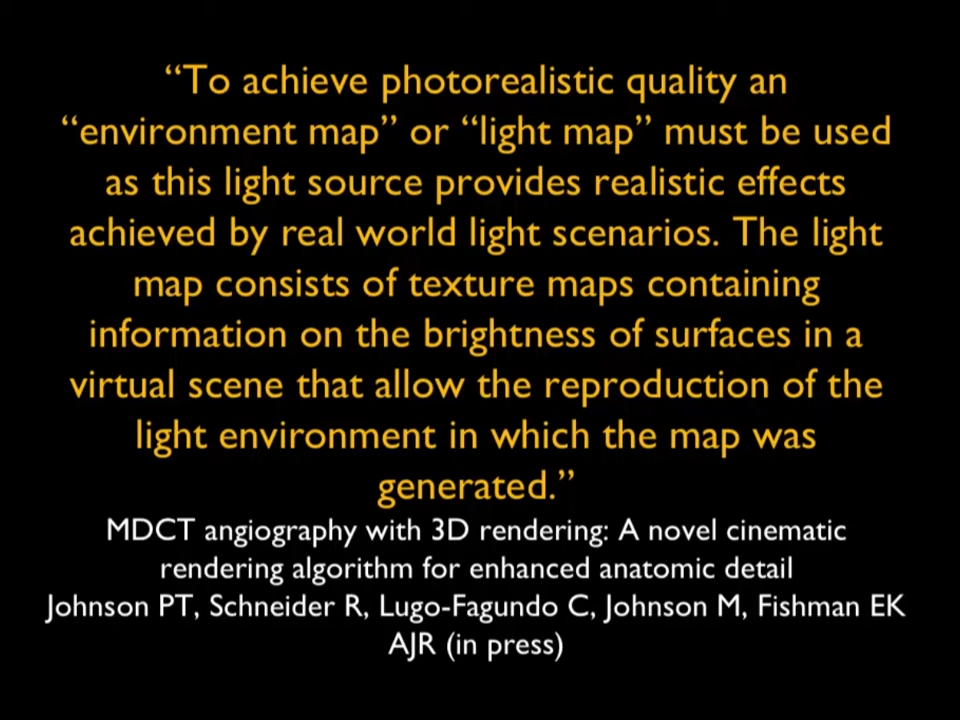 “To achieve photorealistic quality an
“environment map” or “light map” must be used
as this light source provides realistic effects
achieved by real world light scenarios. The light
map consists of texture maps containing
information on the brightness of surfaces in a
virtual scene that allow the reproduction of the
light environment in which the map was
generated.”
MDCT angiography with 3D rendering: A novel cinematic
rendering algorithm for enhanced anatomic detail
Johnson PT, Schneider R, Lugo-Fagundo C, Johnson M, Fishman EK
AJR (in press)